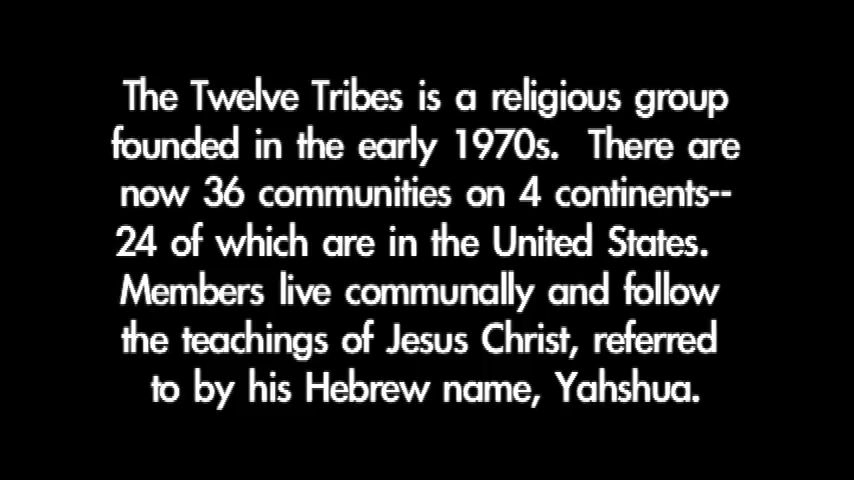 The Twelve Tribes is a religious group
founded in the early 1970s.  There are
now 36 communities on 4 continents--
24 of which are in the United States.
Members live communally and follow
the teachings of Jesus Christ, referred
to by his Hebrew name, Yahshua.